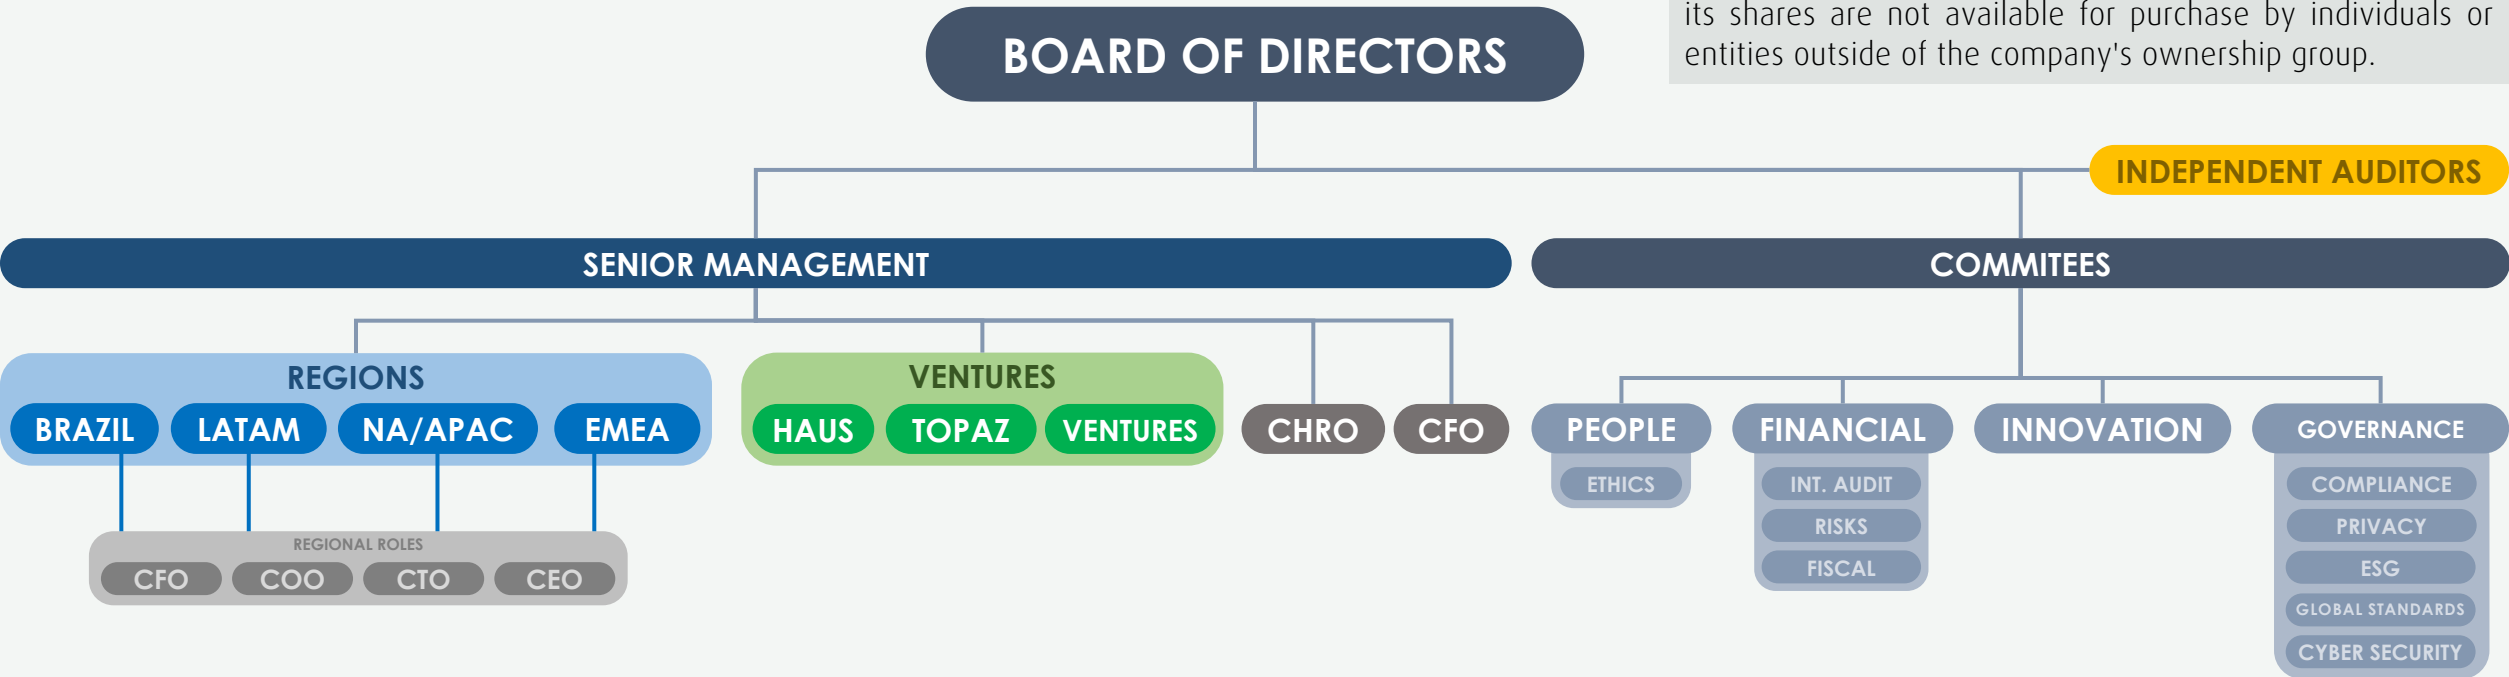 its shares are not available for purchase by individuals or
entities outside of the company's ownership group.
BOARD OF DIRECTORS
INDEPENDENT AUDITORS
SENIOR MANAGEMENT
COMMITEES
REGIONS
BRAZIL
LATAM
NA/APAC
EMEA
REGIONAL ROLES
CFO
COO
CTO
CEO
VENTURES
HAUS
TOPAZ
VENTURES
CHRO
CFO
PEOPLE
ETHICS
FINANCIAL
INT. AUDIT
RISKS
FISCAL
INNOVATION
GOVERNANCE
COMPLIANCE
PRIVACY
ESG
GLOBAL STANDARDS
CYBER SECURITY